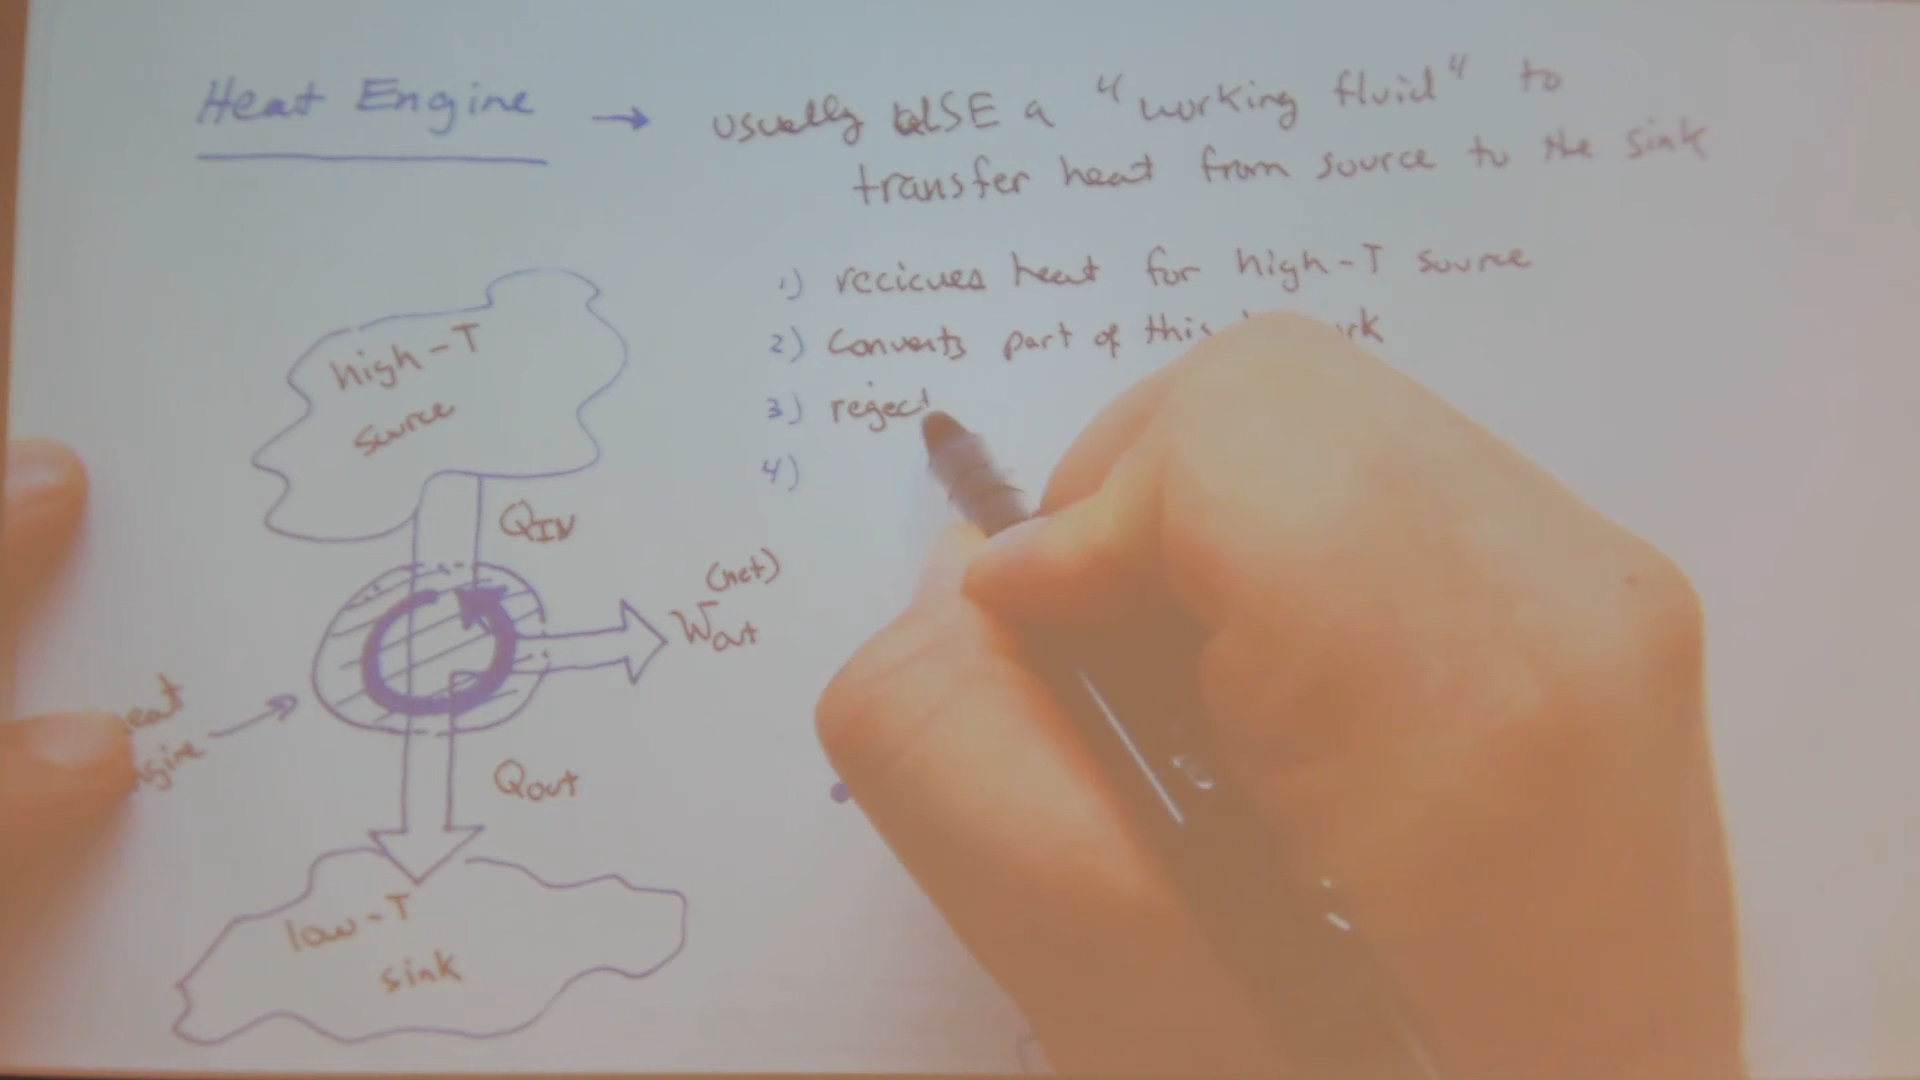 Heat Engine → usually USE a "working fluid" to
transfer heat from source to the sink
1) recieves heat for high-T source
2) Converts part of this
3) reject
4)
high-T
source
QIN
(net)
Wout
Qout
low-T
sink